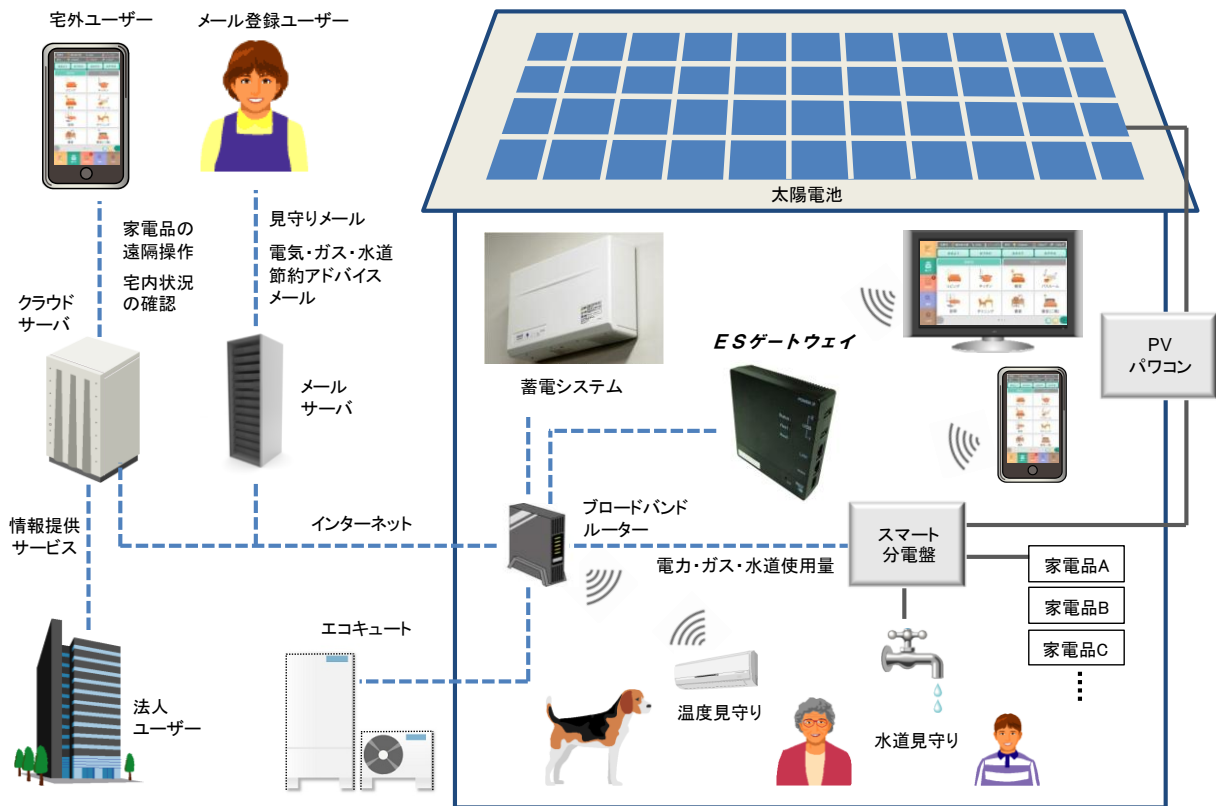 宅外ユーザー
メール登録ユーザー
太陽電池
家電品の
遠隔操作
宅内状況
の確認
見守りメール
電気・ガス・水道
節約アドバイス
メール
クラウド
サーバ
メール
サーバ
蓄電システム
ESゲートウェイ
PV
パワコン
情報提供
サービス
インターネット
ブロードバンド
ルーター
電力・ガス・水道使用量
スマート
分電盤
家電品A
家電品B
家電品C
エコキュート
法人
ユーザー
温度見守り
水道見守り